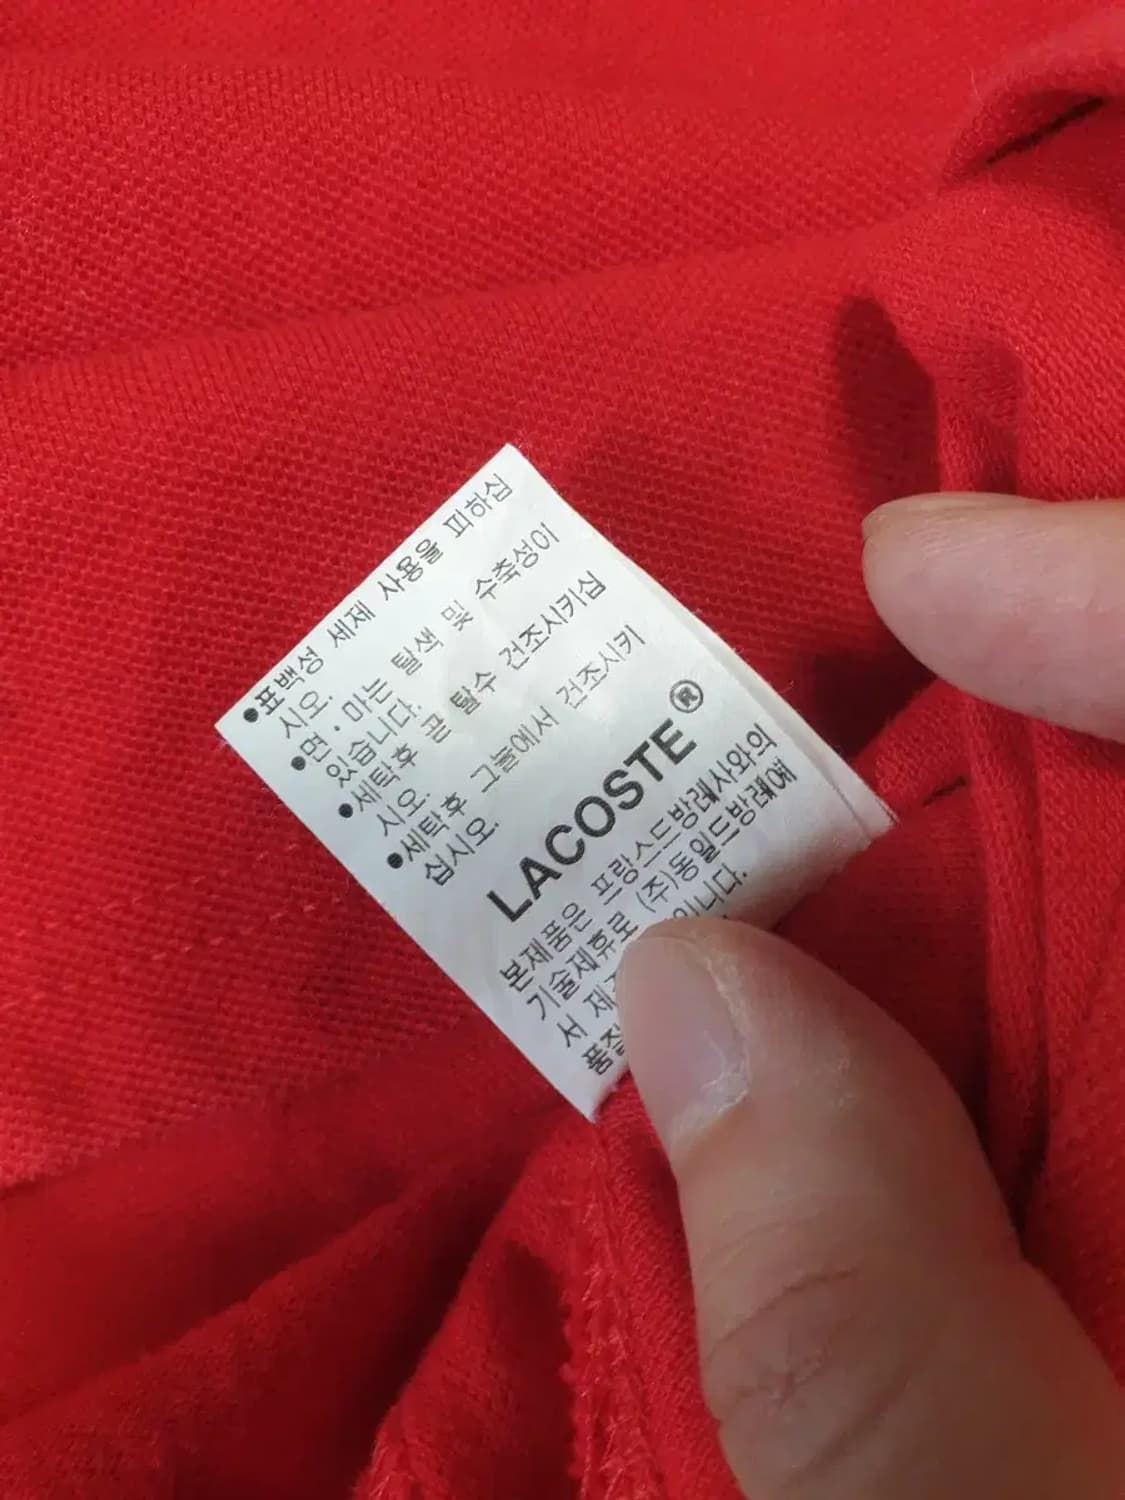 ●표백성 세제 사용을 피하십
시오.
●면·마는 탈색 및 수축성이
있습니다.
●세탁후 곧 탈수 건조시키십
시오.
●세탁후 그늘에서 건조시키
십시오.
LACOSTE®
본제품은 프랑스드방레사와의
기술제휴로 (주)동일드방레에
서 니다.